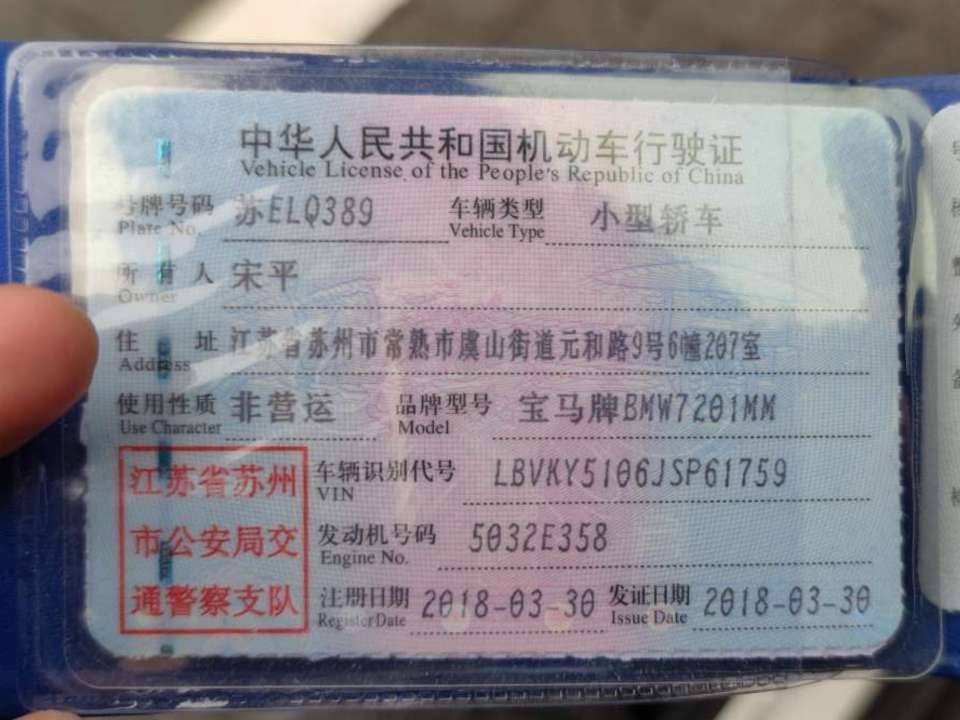 中华人民共和国机动车行驶证
Vehicle License of the People's Republic of China
号牌号码 苏ELQ389 车辆类型 小型轿车
Plate No. Vehicle Type
所有人 宋平
Owner
住址 江苏省苏州市常熟市虞山街道元和路9号6幢207室
Address
使用性质 非营运 品牌型号 宝马牌BMW7201MM
Use Character Model
江苏省苏州
市公安局交
通警察支队
车辆识别代号 LBVKY5106JSP61759
VIN
发动机号码 5032E358
Engine No.
注册日期 2018-03-30 发证日期 2018-03-30
Register Date Issue Date